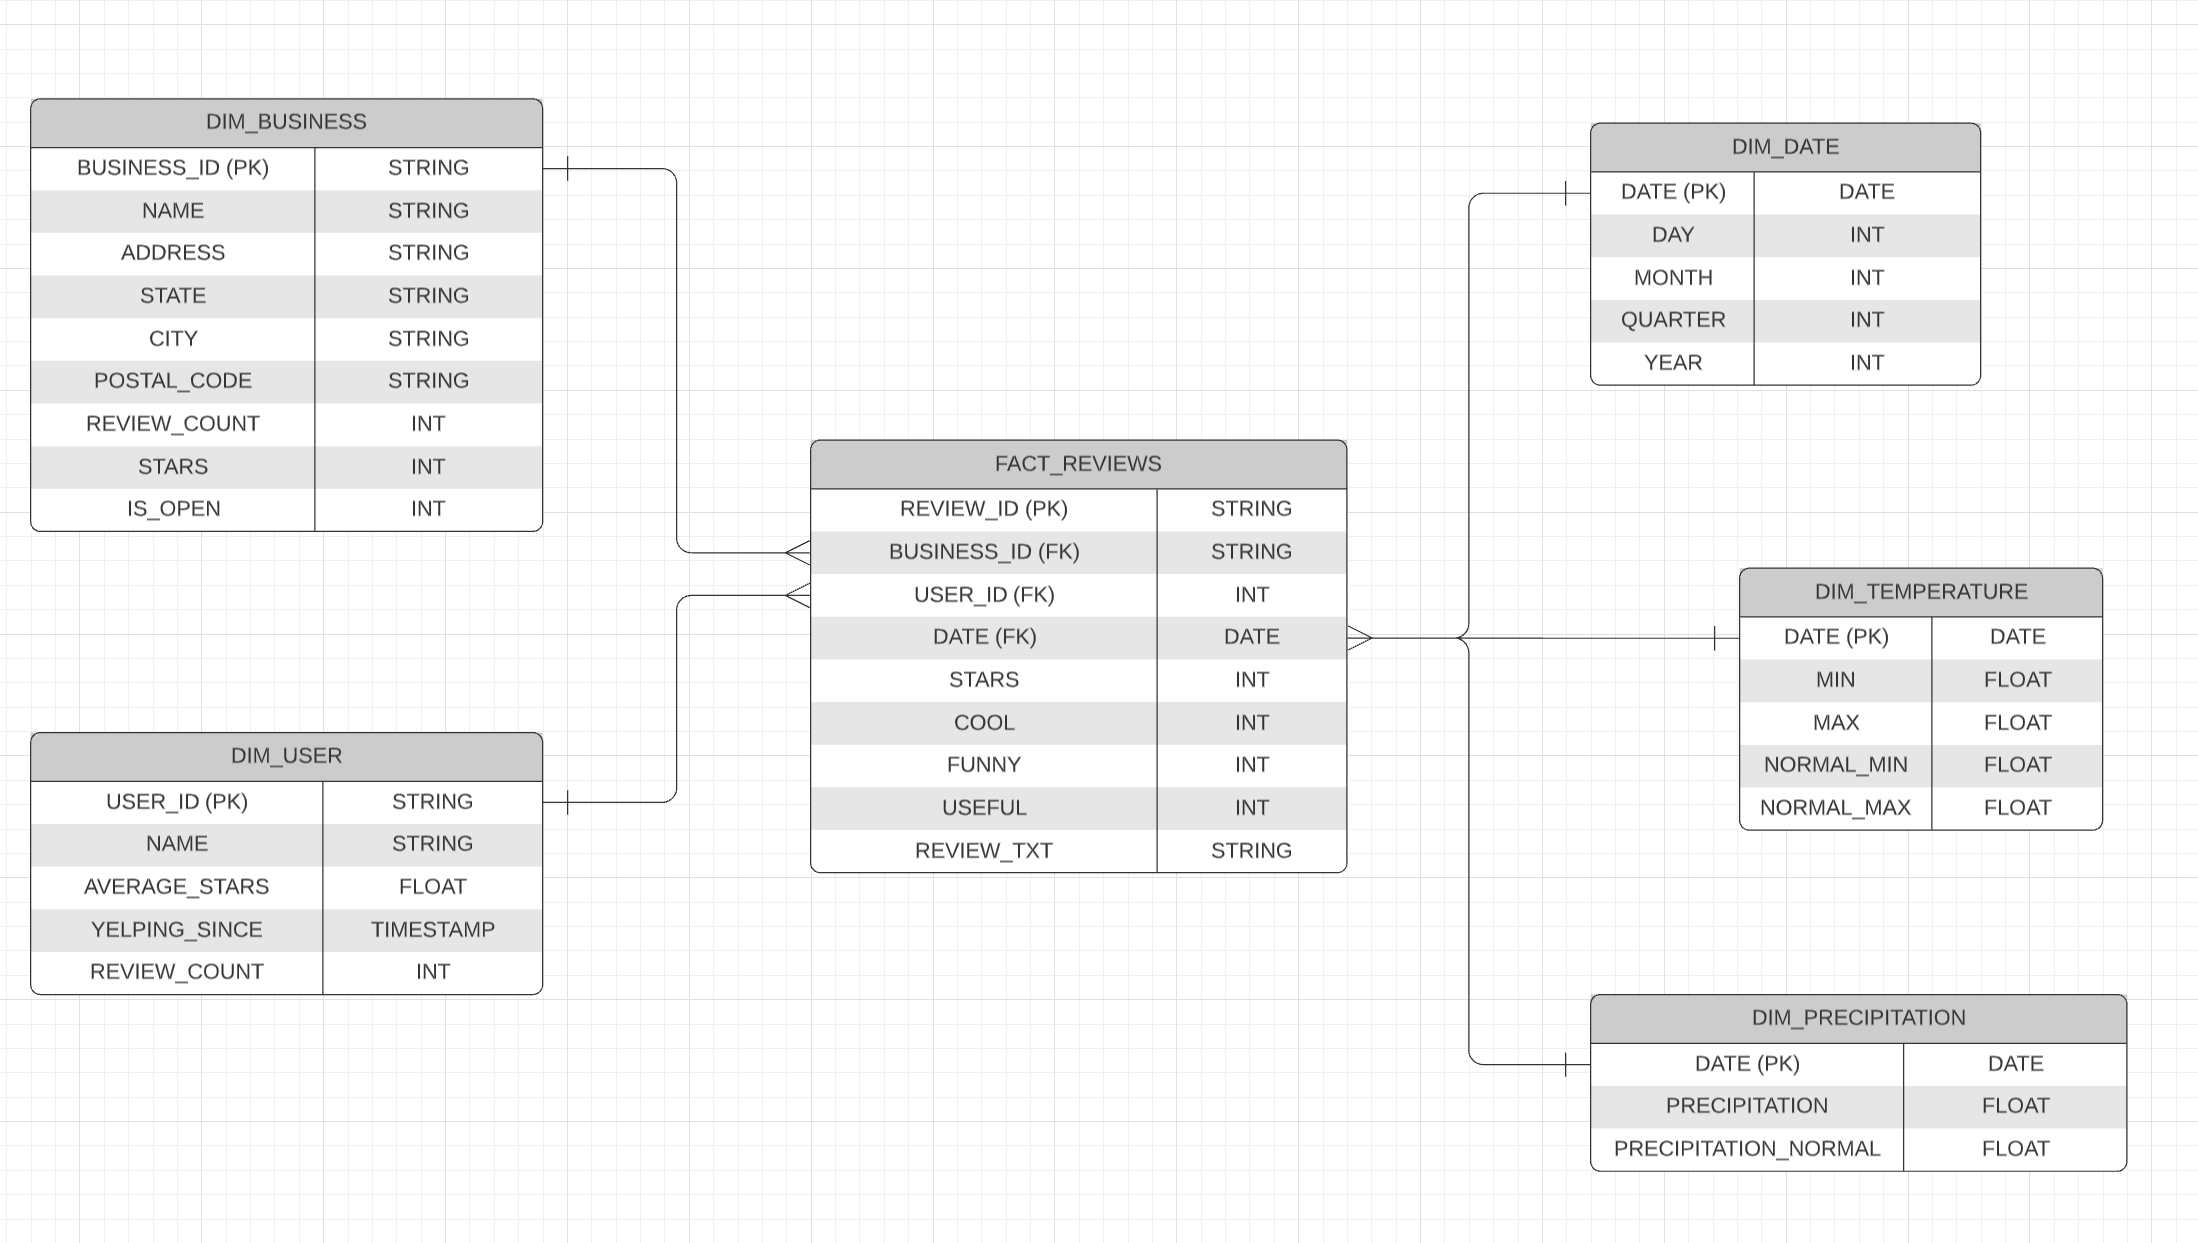 DIM_BUSINESS
BUSINESS_ID (PK) STRING
NAME STRING
ADDRESS STRING
STATE STRING
CITY STRING
POSTAL_CODE STRING
REVIEW_COUNT INT
STARS INT
IS_OPEN INT
DIM_USER
USER_ID (PK) STRING
NAME STRING
AVERAGE_STARS FLOAT
YELPING_SINCE TIMESTAMP
REVIEW_COUNT INT
FACT_REVIEWS
REVIEW_ID (PK) STRING
BUSINESS_ID (FK) STRING
USER_ID (FK) INT
DATE (FK) DATE
STARS INT
COOL INT
FUNNY INT
USEFUL INT
REVIEW_TXT STRING
DIM_DATE
DATE (PK) DATE
DAY INT
MONTH INT
QUARTER INT
YEAR INT
DIM_TEMPERATURE
DATE (PK) DATE
MIN FLOAT
MAX FLOAT
NORMAL_MIN FLOAT
NORMAL_MAX FLOAT
DIM_PRECIPITATION
DATE (PK) DATE
PRECIPITATION FLOAT
PRECIPITATION_NORMAL FLOAT